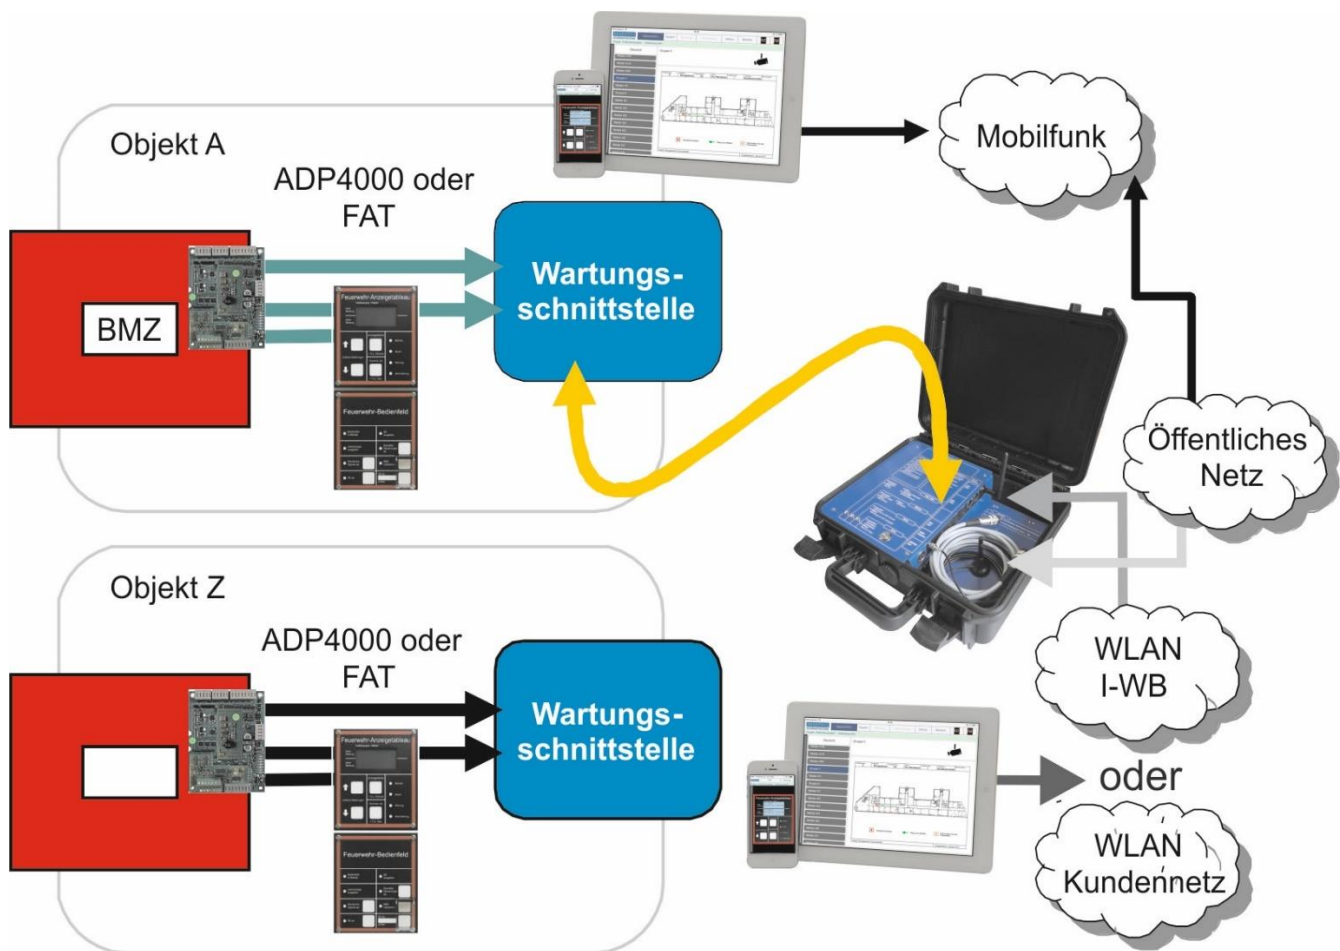 Objekt A
ADP4000 oder
FAT
Mobilfunk
Wartungs-
schnittstelle
BMZ
Feuerwehr-Anzeigetableau
Feuerwehr-Bedienfeld
Öffentliches
Netz
Objekt Z
ADP4000 oder
FAT
WLAN
I-WB
Wartungs-
schnittstelle
Feuerwehr-Anzeigetableau
Feuerwehr-Bedienfeld
oder
WLAN
Kundennetz